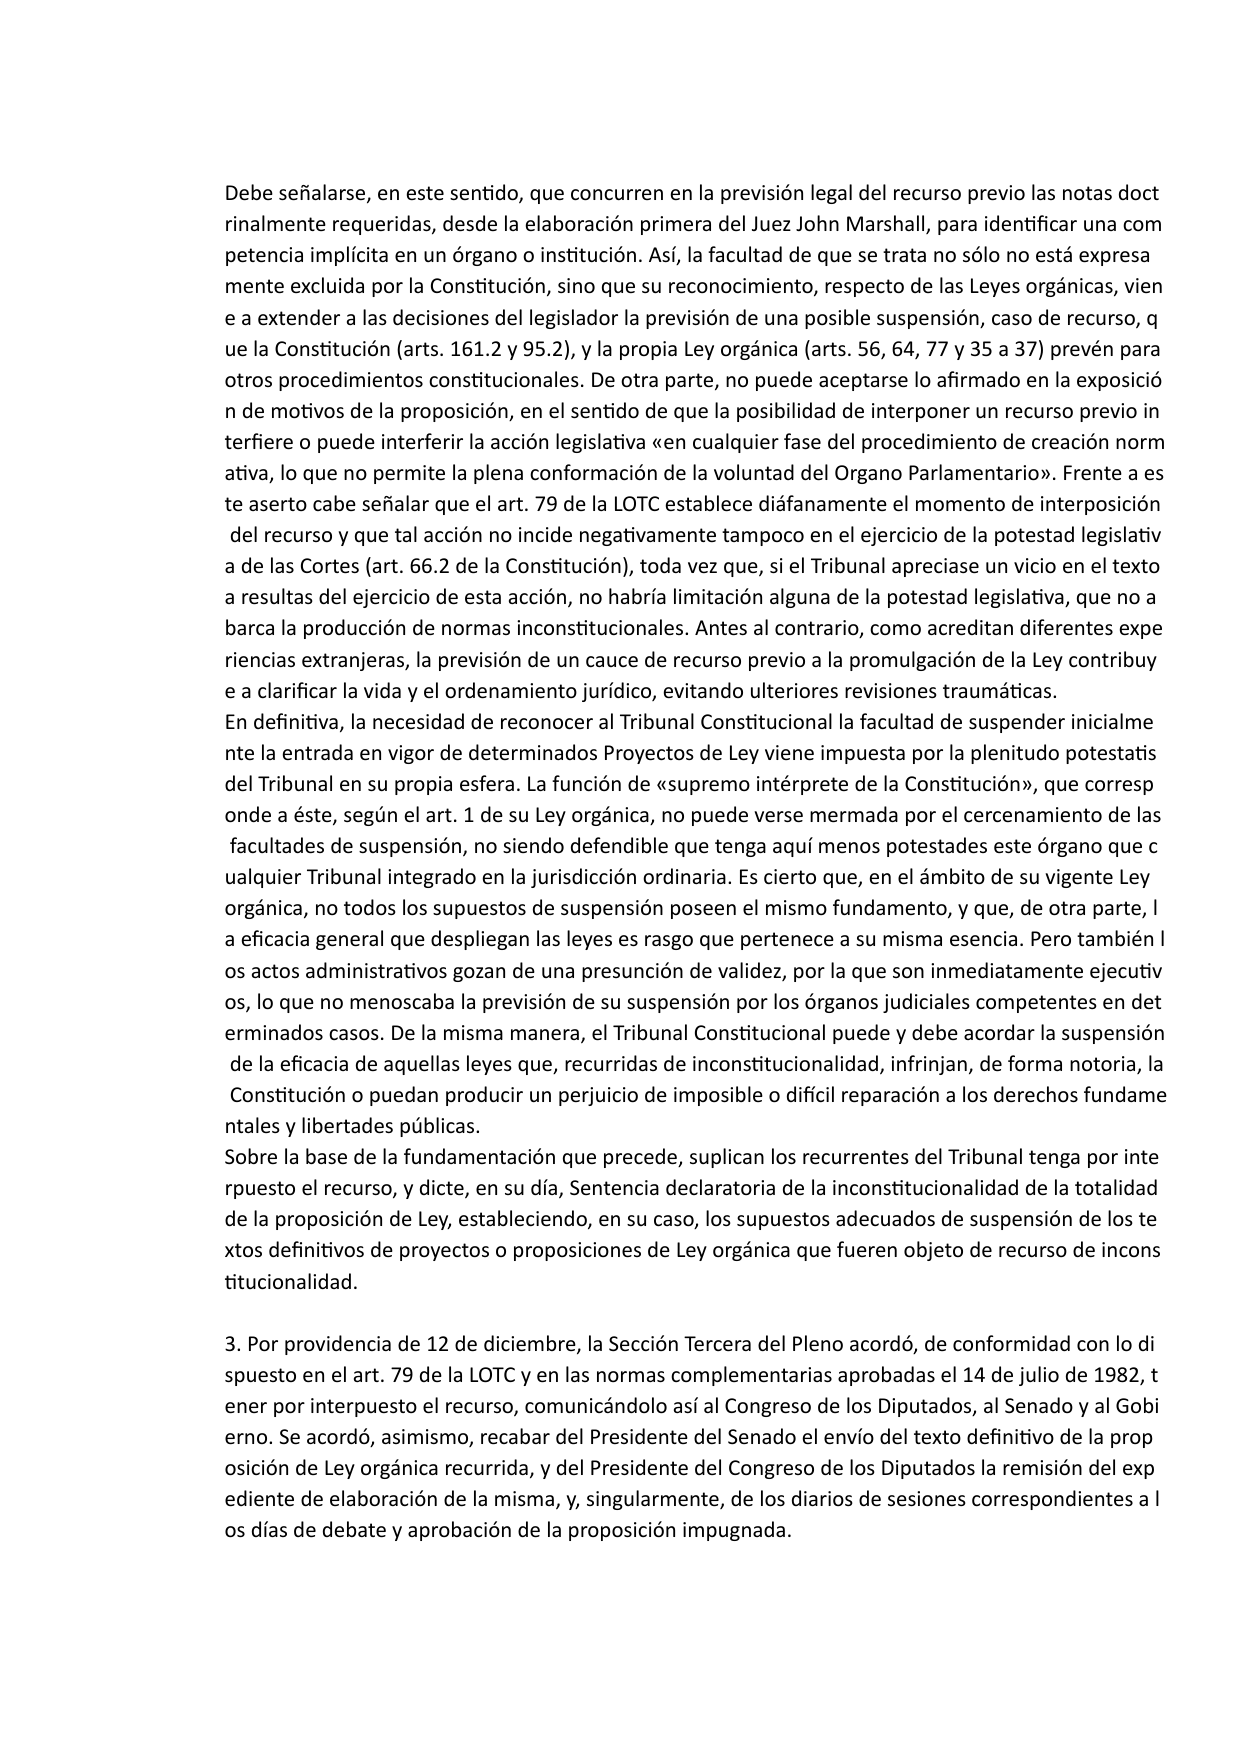 Debe señalarse, en este sentido, que concurren en la previsión legal del recurso previo las notas doct
rinalmente requeridas, desde la elaboración primera del Juez John Marshall, para identificar una com
petencia implícita en un órgano o institución. Así, la facultad de que se trata no sólo no está expresa
mente excluida por la Constitución, sino que su reconocimiento, respecto de las Leyes orgánicas, vien
e a extender a las decisiones del legislador la previsión de una posible suspensión, caso de recurso, q
ue la Constitución (arts. 161.2 y 95.2), y la propia Ley orgánica (arts. 56, 64, 77 y 35 a 37) prevén para
otros procedimientos constitucionales. De otra parte, no puede aceptarse lo afirmado en la exposició
n de motivos de la proposición, en el sentido de que la posibilidad de interponer un recurso previo in
terfiere o puede interferir la acción legislativa «en cualquier fase del procedimiento de creación norm
ativa, lo que no permite la plena conformación de la voluntad del Organo Parlamentario». Frente a es
te aserto cabe señalar que el art. 79 de la LOTC establece diáfanamente el momento de interposición
del recurso y que tal acción no incide negativamente tampoco en el ejercicio de la potestad legislativ
a de las Cortes (art. 66.2 de la Constitución), toda vez que, si el Tribunal apreciase un vicio en el texto
a resultas del ejercicio de esta acción, no habría limitación alguna de la potestad legislativa, que no a
barca la producción de normas inconstitucionales. Antes al contrario, como acreditan diferentes expe
riencias extranjeras, la previsión de un cauce de recurso previo a la promulgación de la Ley contribuy
e a clarificar la vida y el ordenamiento jurídico, evitando ulteriores revisiones traumáticas.
En definitiva, la necesidad de reconocer al Tribunal Constitucional la facultad de suspender inicialme
nte la entrada en vigor de determinados Proyectos de Ley viene impuesta por la plenitudo potestatis
del Tribunal en su propia esfera. La función de «supremo intérprete de la Constitución», que corresp
onde a éste, según el art. 1 de su Ley orgánica, no puede verse mermada por el cercenamiento de las
facultades de suspensión, no siendo defendible que tenga aquí menos potestades este órgano que c
ualquier Tribunal integrado en la jurisdicción ordinaria. Es cierto que, en el ámbito de su vigente Ley
orgánica, no todos los supuestos de suspensión poseen el mismo fundamento, y que, de otra parte, l
a eficacia general que despliegan las leyes es rasgo que pertenece a su misma esencia. Pero también l
os actos administrativos gozan de una presunción de validez, por la que son inmediatamente ejecutiv
os, lo que no menoscaba la previsión de su suspensión por los órganos judiciales competentes en det
erminados casos. De la misma manera, el Tribunal Constitucional puede y debe acordar la suspensión
de la eficacia de aquellas leyes que, recurridas de inconstitucionalidad, infrinjan, de forma notoria, la
Constitución o puedan producir un perjuicio de imposible o difícil reparación a los derechos fundame
ntales y libertades públicas.
Sobre la base de la fundamentación que precede, suplican los recurrentes del Tribunal tenga por inte
rpuesto el recurso, y dicte, en su día, Sentencia declaratoria de la inconstitucionalidad de la totalidad
de la proposición de Ley, estableciendo, en su caso, los supuestos adecuados de suspensión de los te
xtos definitivos de proyectos o proposiciones de Ley orgánica que fueren objeto de recurso de incons
titucionalidad.
3. Por providencia de 12 de diciembre, la Sección Tercera del Pleno acordó, de conformidad con lo di
spuesto en el art. 79 de la LOTC y en las normas complementarias aprobadas el 14 de julio de 1982, t
ener por interpuesto el recurso, comunicándolo así al Congreso de los Diputados, al Senado y al Gobi
erno. Se acordó, asimismo, recabar del Presidente del Senado el envío del texto definitivo de la prop
osición de Ley orgánica recurrida, y del Presidente del Congreso de los Diputados la remisión del exp
ediente de elaboración de la misma, y, singularmente, de los diarios de sesiones correspondientes a l
os días de debate y aprobación de la proposición impugnada.